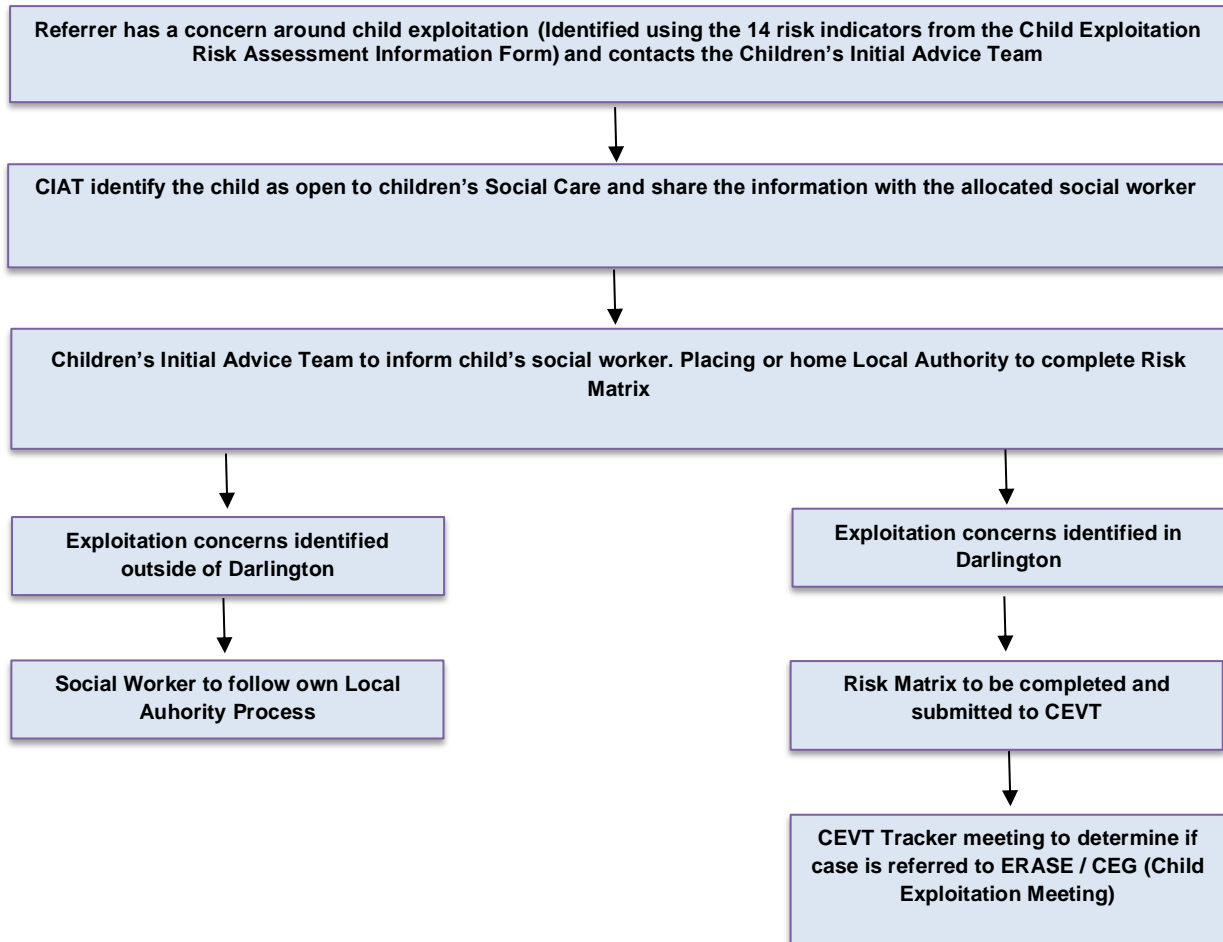 Referrer has a concern around child exploitation (Identified using the 14 risk indicators from the Child Exploitation
Risk Assessment Information Form) and contacts the Children’s Initial Advice Team
CIAT identify the child as open to children’s Social Care and share the information with the allocated social worker
Children’s Initial Advice Team to inform child’s social worker. Placing or home Local Authority to complete Risk
Matrix
Exploitation concerns identified
outside of Darlington
Social Worker to follow own Local
Auhority Process
Exploitation concerns identified in
Darlington
Risk Matrix to be completed and
submitted to CEVT
CEVT Tracker meeting to determine if
case is referred to ERASE / CEG (Child
Exploitation Meeting)